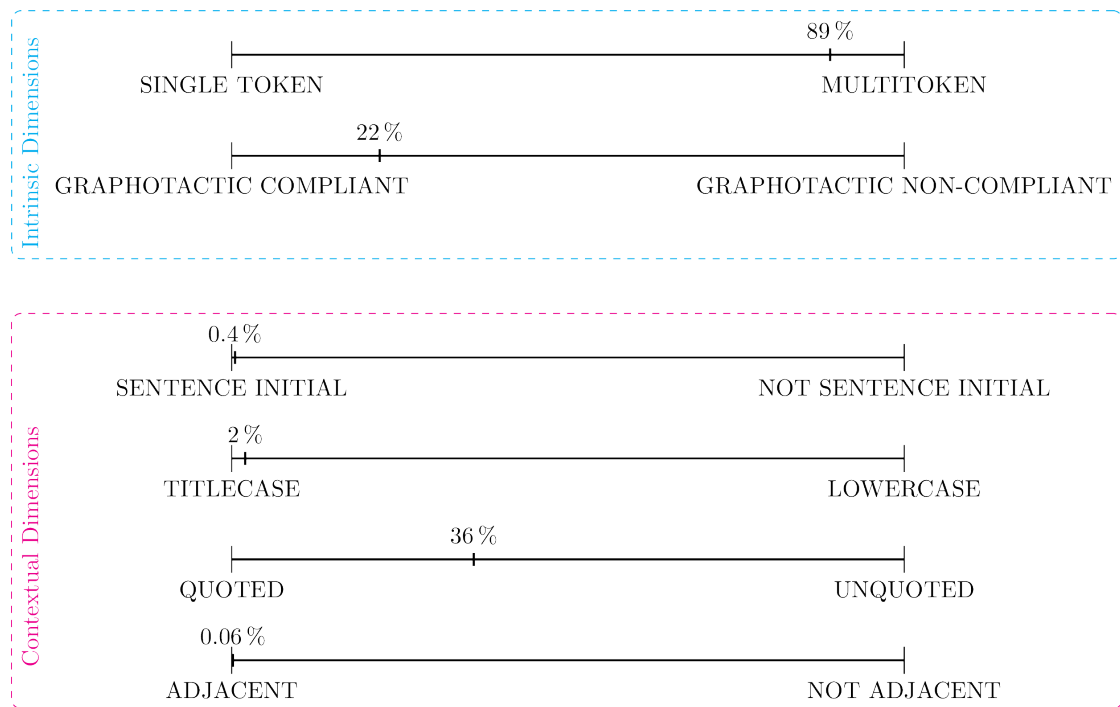 Intrinsic Dimensions
89 %
SINGLE TOKEN MULTITOKEN
22 %
GRAPHOTACTIC COMPLIANT GRAPHOTACTIC NON-COMPLIANT
Contextual Dimensions
0.4 %
SENTENCE INITIAL NOT SENTENCE INITIAL
2 %
TITLECASE LOWERCASE
36 %
QUOTED UNQUOTED
0.06 %
ADJACENT NOT ADJACENT